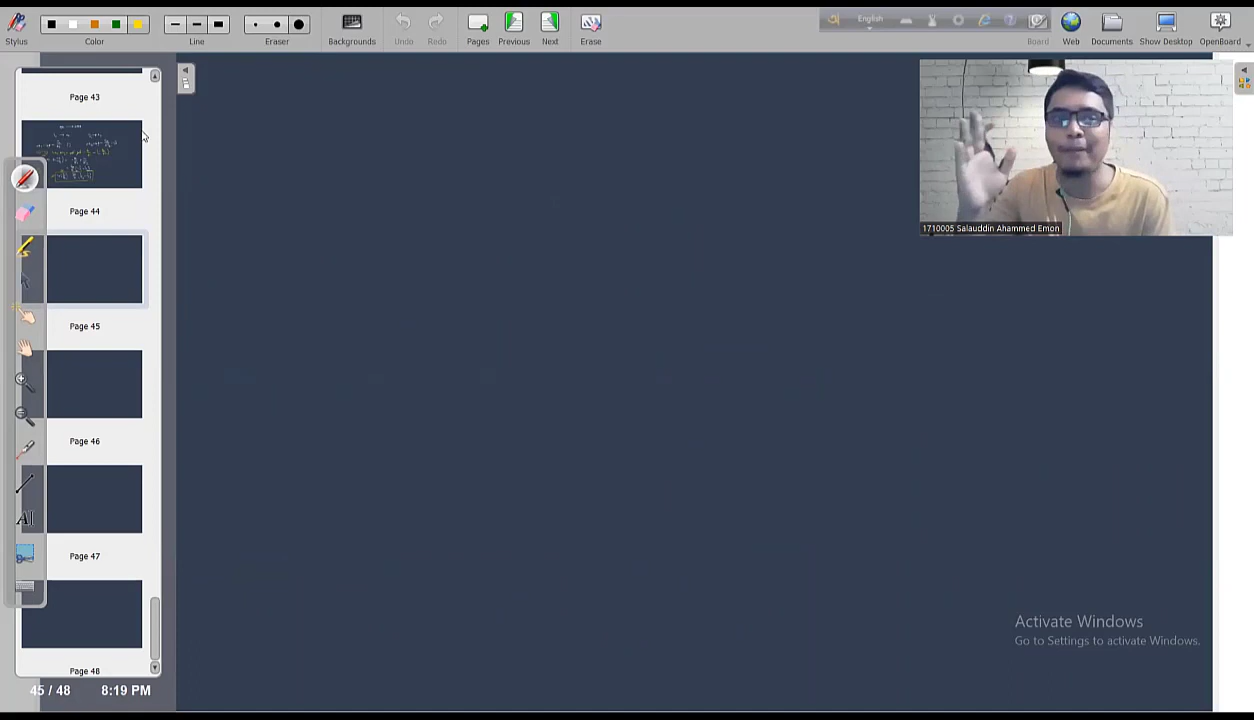 Stylus
Color
Line
Eraser
Backgrounds
Undo
Redo
Pages
Previous
Next
Erase
English
Board
Web
Documents
Show Desktop
OpenBoard
Page 43
Page 44
Page 45
Page 46
Page 47
Page 48
45 / 48
8:19 PM
1710005 Salauddin Ahammed Emon
Activate Windows
Go to Settings to activate Windows.